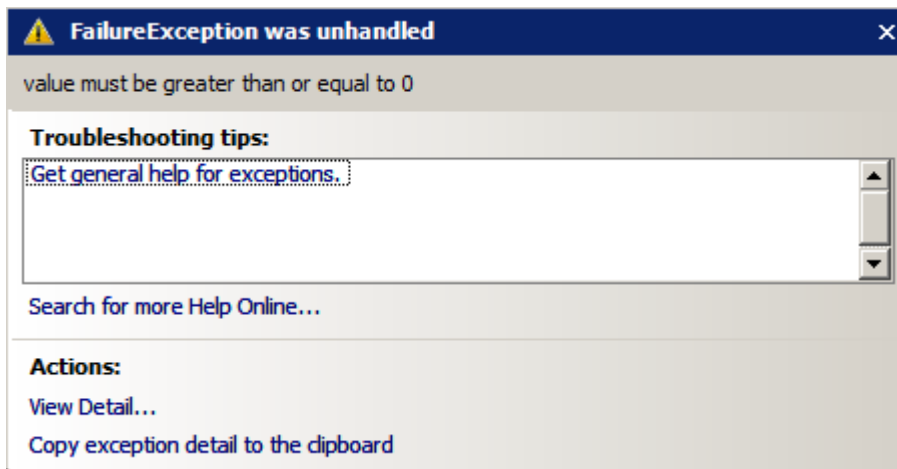 FailureException was unhandled
value must be greater than or equal to 0
Troubleshooting tips:
Get general help for exceptions.
Search for more Help Online...
Actions:
View Detail...
Copy exception detail to the clipboard